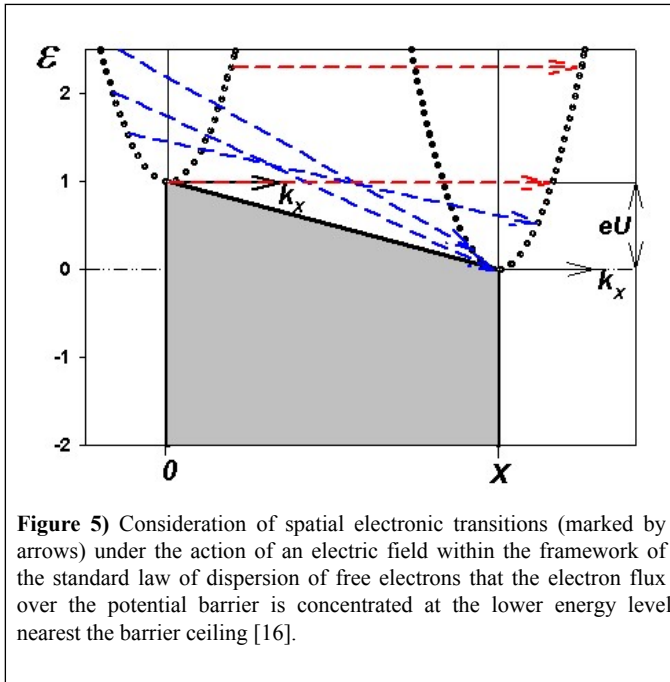 ε
2
1
0
-1
-2
k_x
eU
k_x
0
X
Figure 5) Consideration of spatial electronic transitions (marked by
arrows) under the action of an electric field within the framework of
the standard law of dispersion of free electrons that the electron flux
over the potential barrier is concentrated at the lower energy level
nearest the barrier ceiling [16].